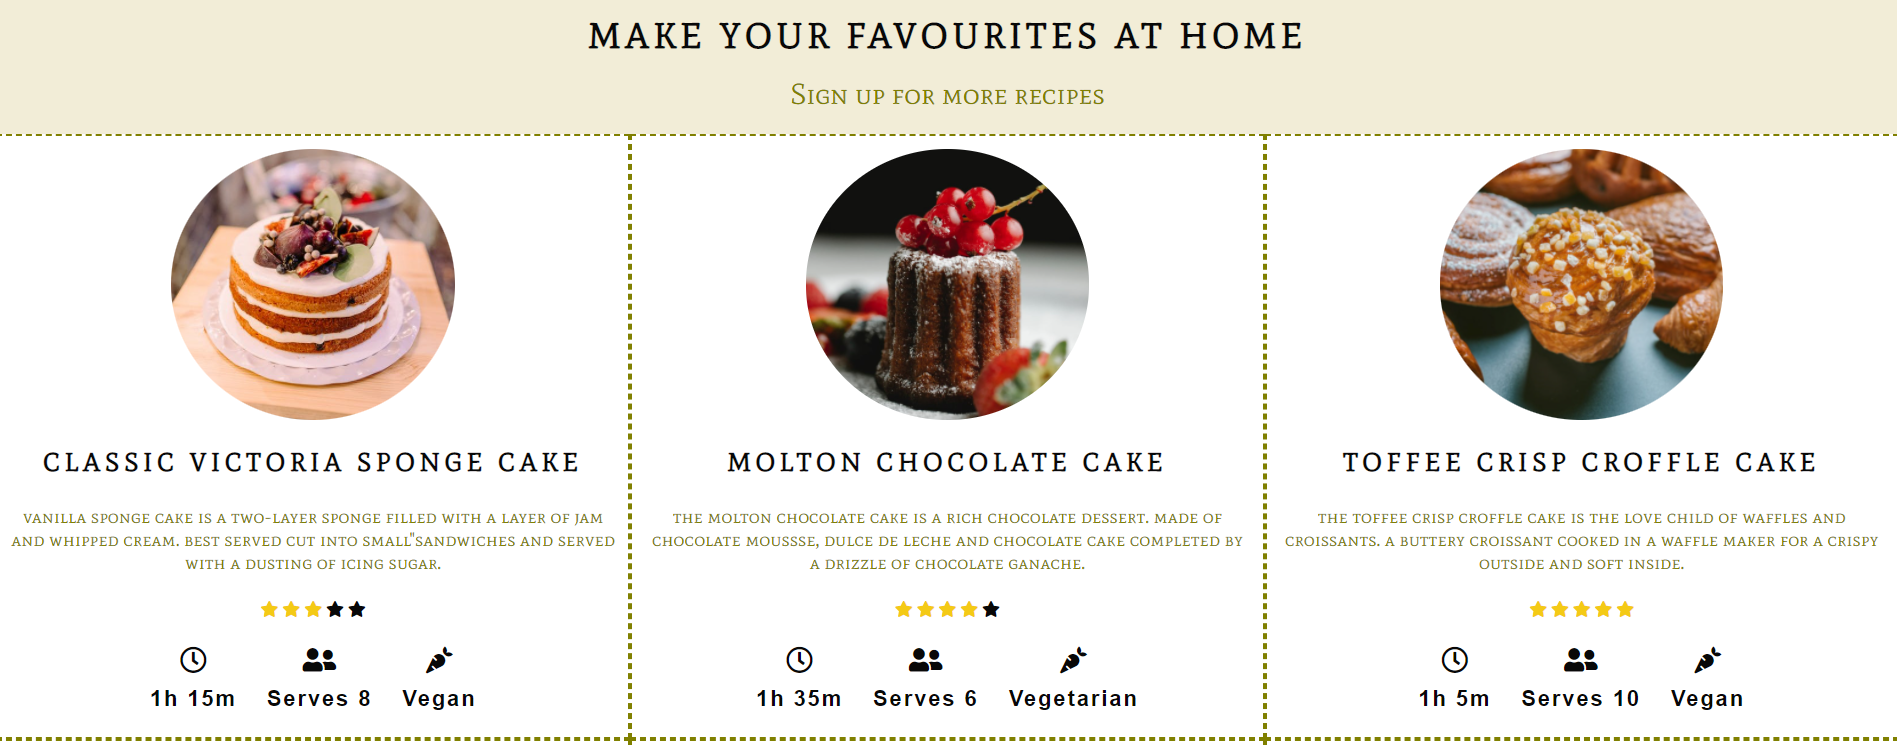 MAKE YOUR FAVOURITES AT HOME
Sign up for more recipes
CLASSIC VICTORIA SPONGE CAKE
VANILLA SPONGE CAKE IS A TWO-LAYER SPONGE FILLED WITH A LAYER OF JAM
AND WHIPPED CREAM. BEST SERVED CUT INTO SMALL"SANDWICHES AND SERVED
WITH A DUSTING OF ICING SUGAR.
1h 15m Serves 8 Vegan
MOLTON CHOCOLATE CAKE
THE MOLTON CHOCOLATE CAKE IS A RICH CHOCOLATE DESSERT. MADE OF
CHOCOLATE MOUSSSE, DULCE DE LECHE AND CHOCOLATE CAKE COMPLETED BY
A DRIZZLE OF CHOCOLATE GANACHE.
1h 35m Serves 6 Vegetarian
TOFFEE CRISP CROFFLE CAKE
THE TOFFEE CRISP CROFFLE CAKE IS THE LOVE CHILD OF WAFFLES AND
CROISSANTS. A BUTTERY CROISSANT COOKED IN A WAFFLE MAKER FOR A CRISPY
OUTSIDE AND SOFT INSIDE.
1h 5m Serves 10 Vegan